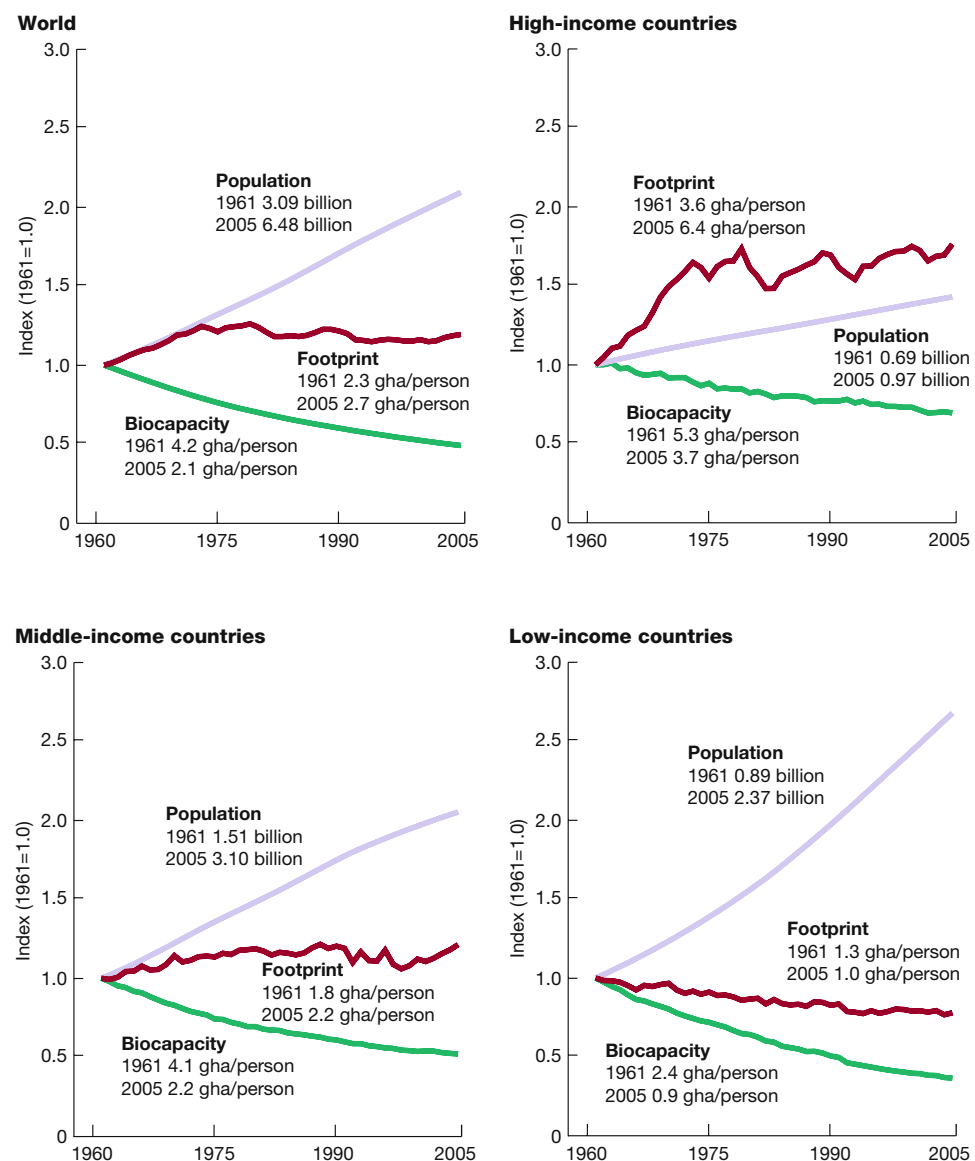 World
3.0
2.5
2.0
1.5
1.0
0.5
0
Index (1961=1.0)
Population
1961 3.09 billion
2005 6.48 billion
Footprint
1961 2.3 gha/person
2005 2.7 gha/person
Biocapacity
1961 4.2 gha/person
2005 2.1 gha/person
1960 1975 1990 2005
High-income countries
3.0
2.5
2.0
1.5
1.0
0.5
0
Index (1961=1.0)
Footprint
1961 3.6 gha/person
2005 6.4 gha/person
Population
1961 0.69 billion
2005 0.97 billion
Biocapacity
1961 5.3 gha/person
2005 3.7 gha/person
1960 1975 1990 2005
Middle-income countries
3.0
2.5
2.0
1.5
1.0
0.5
0
Index (1961=1.0)
Population
1961 1.51 billion
2005 3.10 billion
Footprint
1961 1.8 gha/person
2005 2.2 gha/person
Biocapacity
1961 4.1 gha/person
2005 2.2 gha/person
1960 1975 1990 2005
Low-income countries
3.0
2.5
2.0
1.5
1.0
0.5
0
Index (1961=1.0)
Population
1961 0.89 billion
2005 2.37 billion
Footprint
1961 1.3 gha/person
2005 1.0 gha/person
Biocapacity
1961 2.4 gha/person
2005 0.9 gha/person
1960 1975 1990 2005